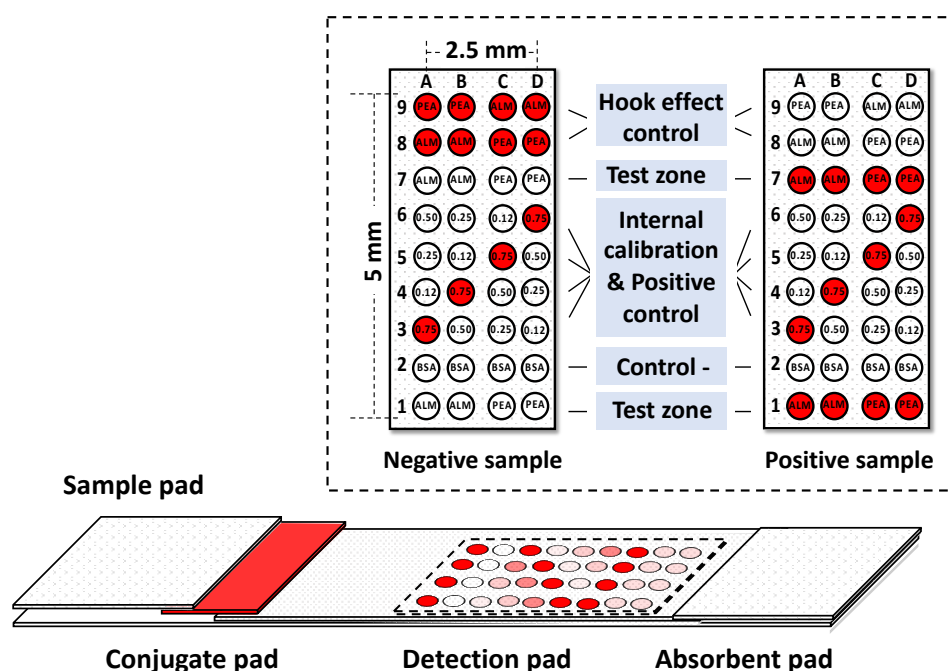 2.5 mm
5 mm
A B C D
9 PEA PEA ALM ALM
8 ALM ALM PEA PEA
7 ALM ALM PEA PEA
6 0.50 0.25 0.12 0.75
5 0.25 0.12 0.75 0.50
4 0.12 0.75 0.50 0.25
3 0.75 0.50 0.25 0.12
2 BSA BSA BSA BSA
1 ALM ALM PEA PEA
Negative sample
Hook effect
control
Test zone
Internal
calibration
& Positive
control
Control -
Test zone
A B C D
9 PEA PEA ALM ALM
8 ALM ALM PEA PEA
7 ALM ALM PEA PEA
6 0.50 0.25 0.12 0.75
5 0.25 0.12 0.75 0.50
4 0.12 0.75 0.50 0.25
3 0.75 0.50 0.25 0.12
2 BSA BSA BSA BSA
1 ALM ALM PEA PEA
Positive sample
Sample pad
Conjugate pad
Detection pad
Absorbent pad